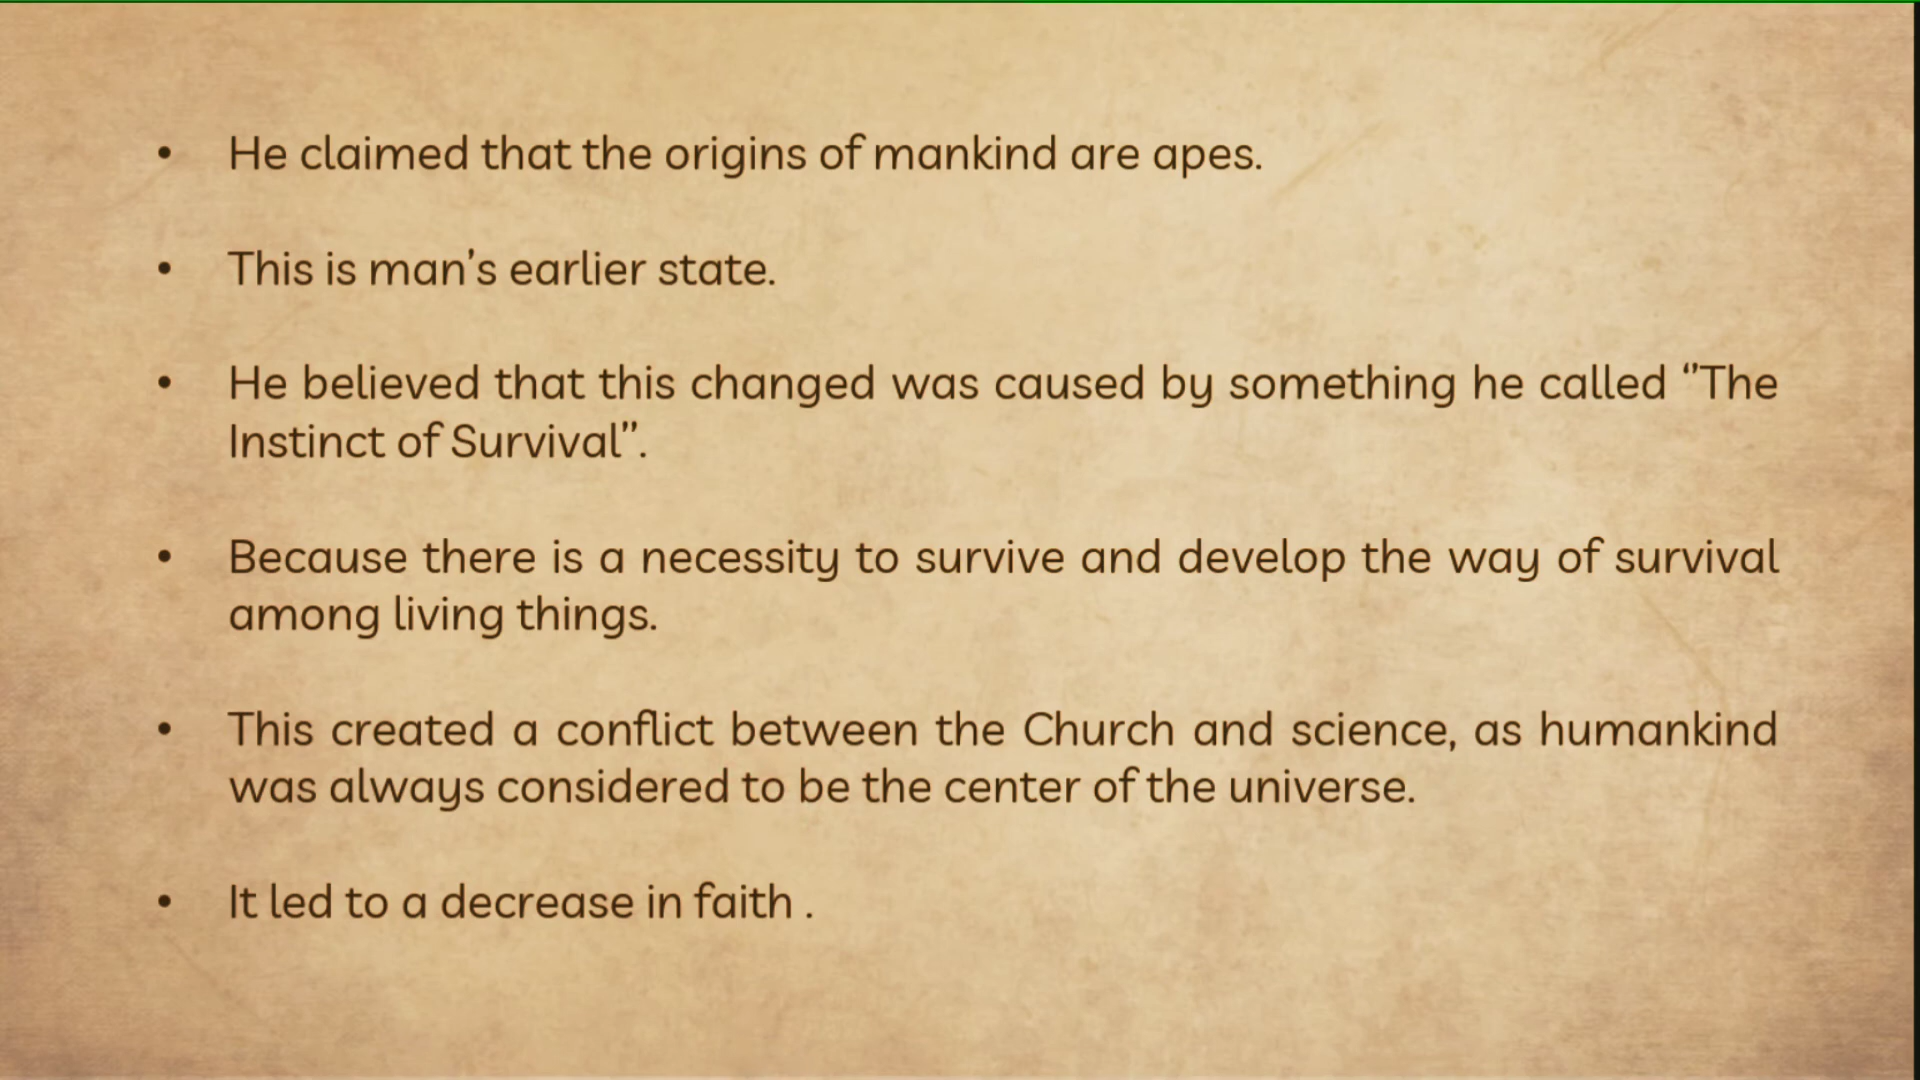 • He claimed that the origins of mankind are apes.
• This is man’s earlier state.
• He believed that this changed was caused by something he called “The
Instinct of Survival”.
• Because there is a necessity to survive and develop the way of survival
among living things.
• This created a conflict between the Church and science, as humankind
was always considered to be the center of the universe.
• It led to a decrease in faith .